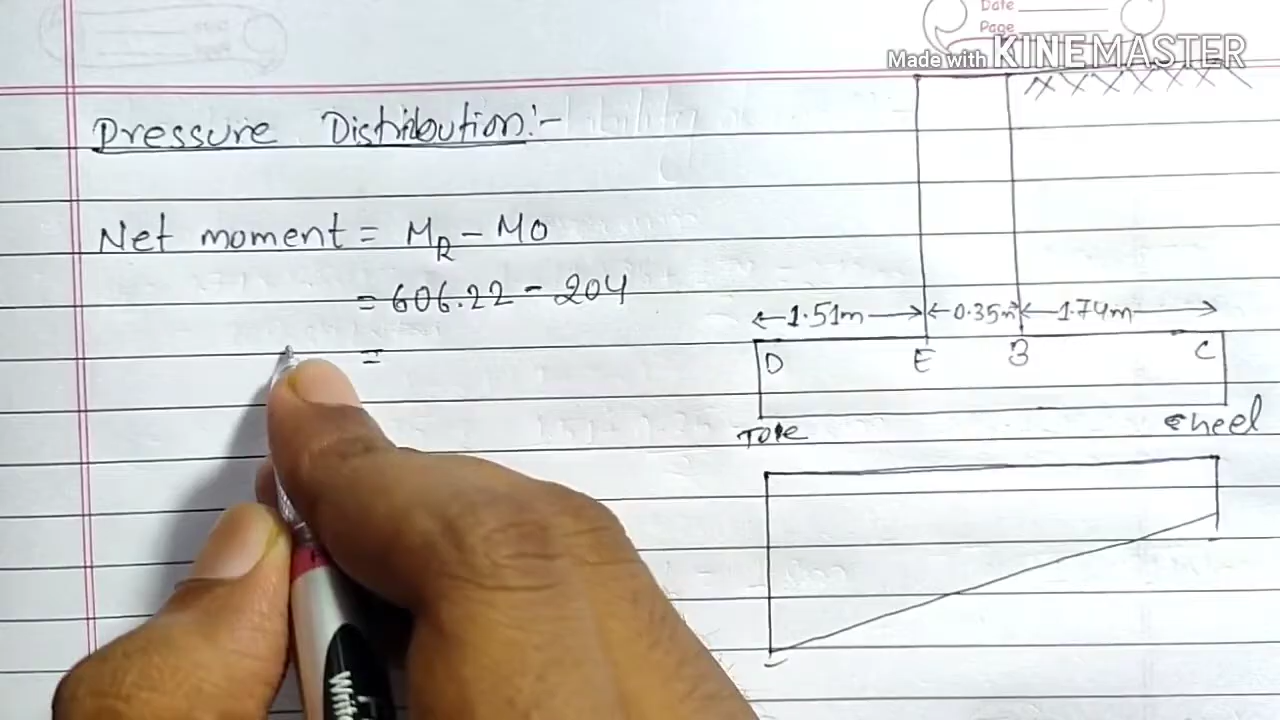 Date
Page
Made with KINEMASTER
Pressure Distribution:-
Net moment = MR - MO
= 606.22 - 204
=
1.51m 0.35m 1.74m
D E B C
Toe heel
Write